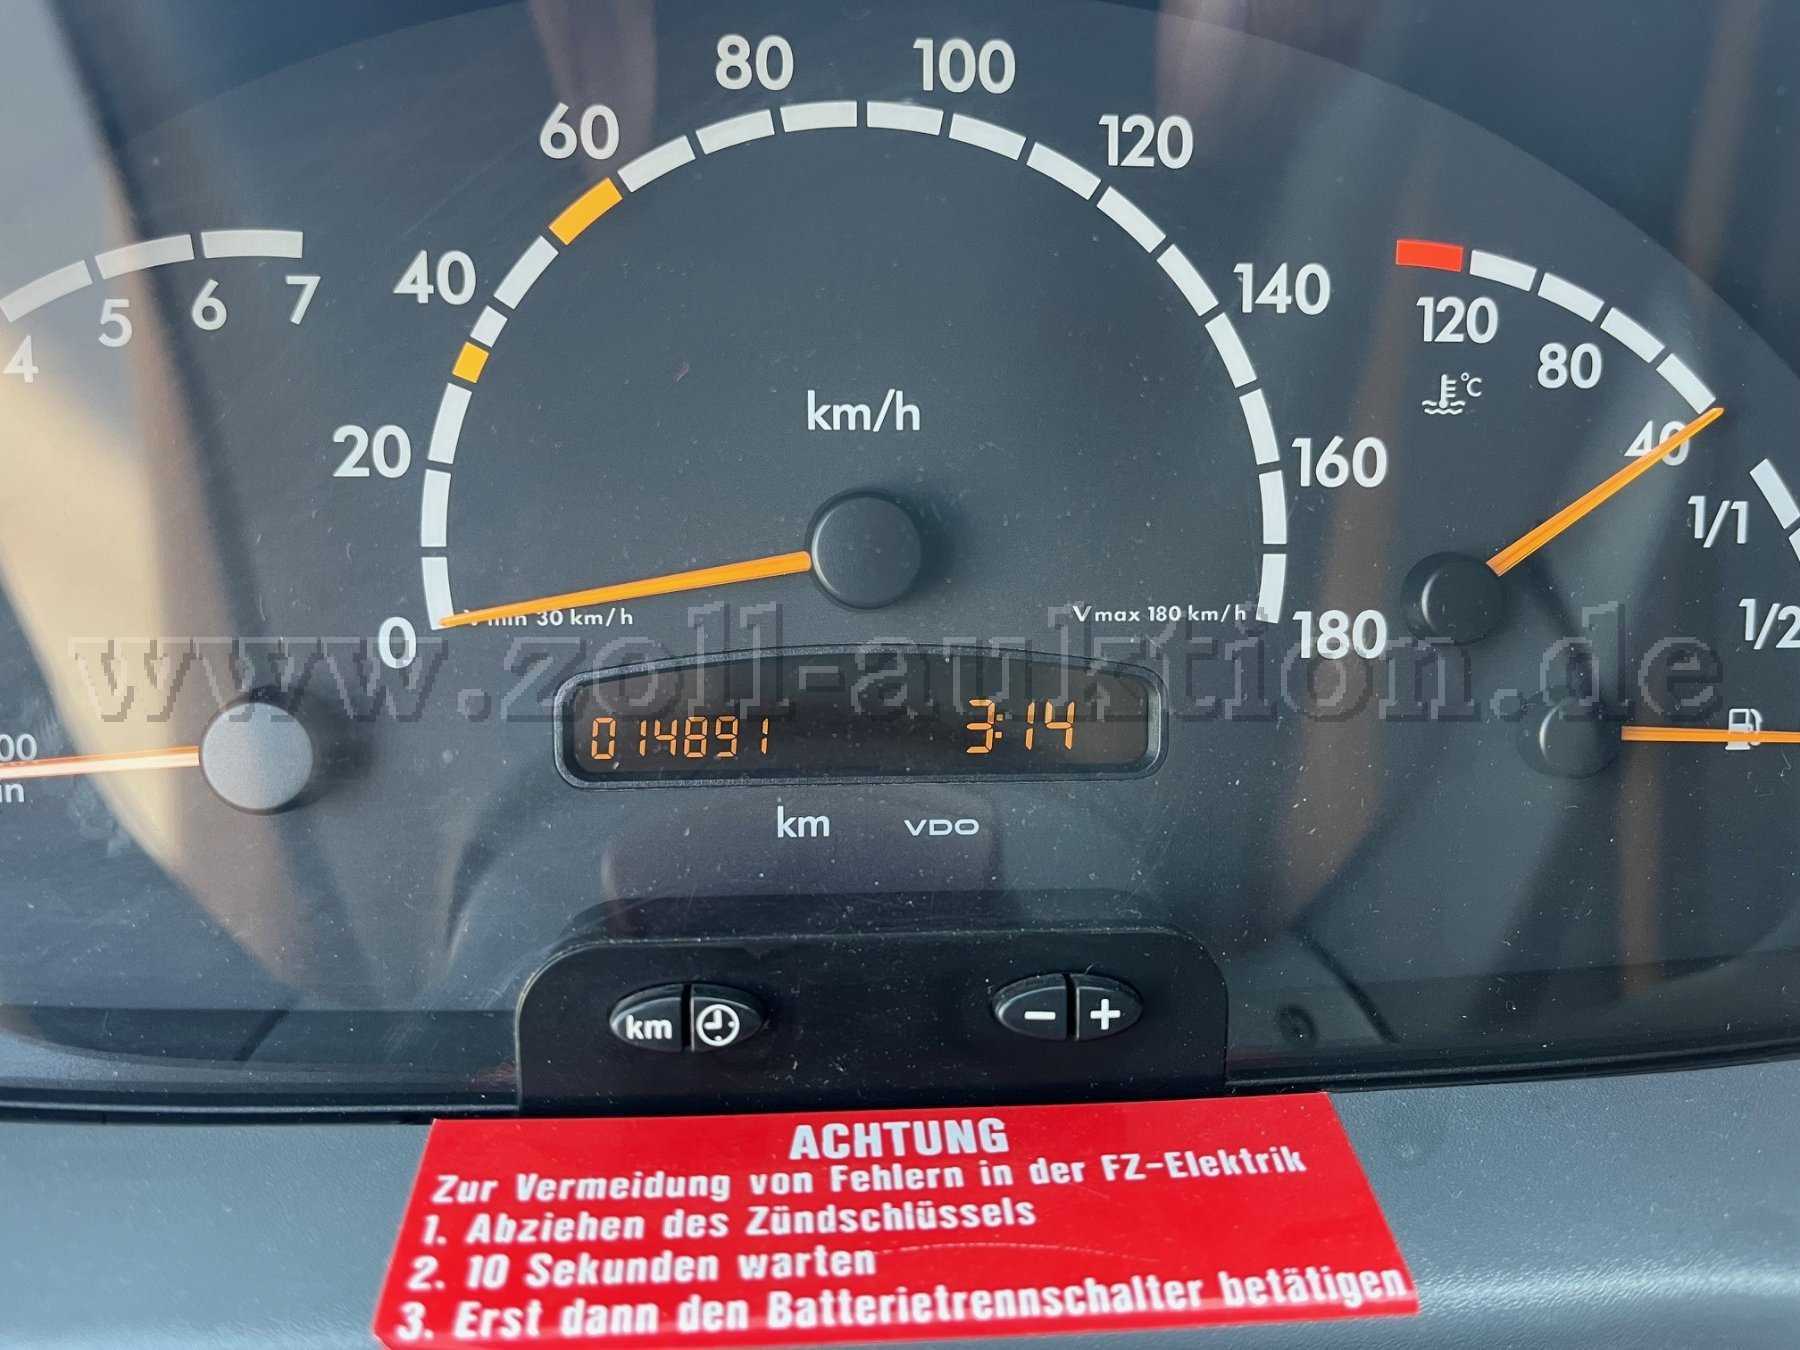 80 100
60 120
40 140
20 160
0 180
km/h
min 30 km/h
Vmax 180 km/h
4 5 6 7
120 80 40
°C
1/1
1/2
www.zoll-auktion.de
014891 3:14
km VDO
km - +
ACHTUNG
Zur Vermeidung von Fehlern in der FZ-Elektrik
1. Abziehen des Zündschlüssels
2. 10 Sekunden warten
3. Erst dann den Batterietrennschalter betätigen